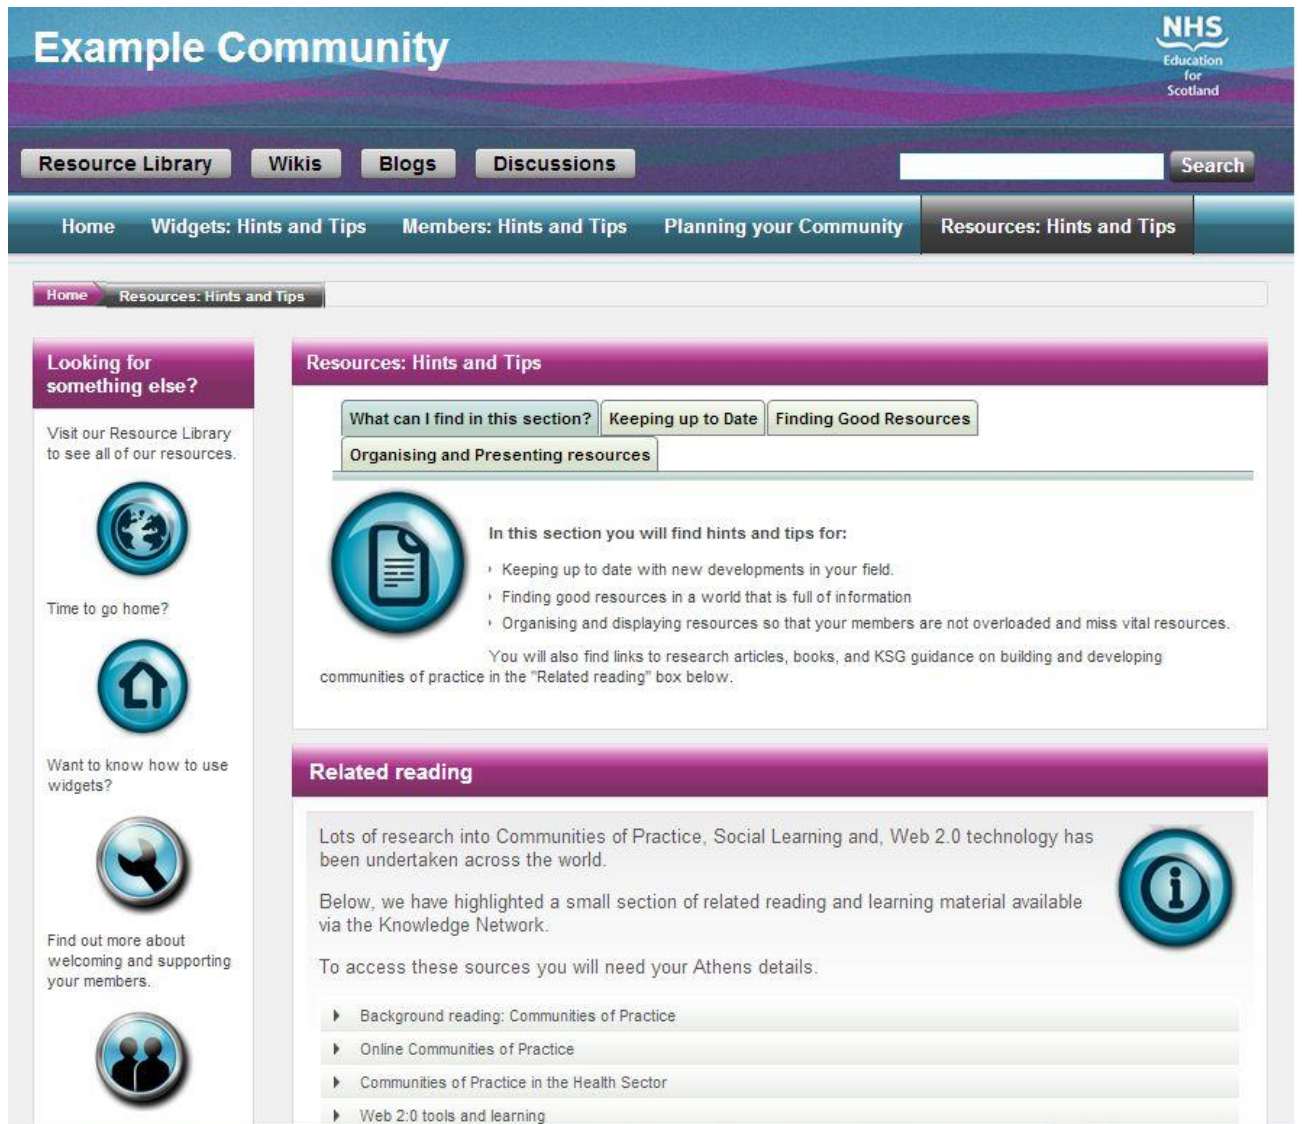 Example Community
NHS
Education
for
Scotland
Resource Library
Wikis
Blogs
Discussions
Search
Home
Widgets: Hints and Tips
Members: Hints and Tips
Planning your Community
Resources: Hints and Tips
Home
Resources: Hints and Tips
Looking for
something else?
Visit our Resource Library
to see all of our resources.
Time to go home?
Want to know how to use
widgets?
Find out more about
welcoming and supporting
your members.
Resources: Hints and Tips
What can I find in this section?
Keeping up to Date
Finding Good Resources
Organising and Presenting resources
In this section you will find hints and tips for:
Keeping up to date with new developments in your field.
Finding good resources in a world that is full of information
Organising and displaying resources so that your members are not overloaded and miss vital resources.
You will also find links to research articles, books, and KSG guidance on building and developing
communities of practice in the "Related reading" box below.
Related reading
Lots of research into Communities of Practice, Social Learning and, Web 2.0 technology has
been undertaken across the world.
Below, we have highlighted a small section of related reading and learning material available
via the Knowledge Network.
To access these sources you will need your Athens details.
Background reading: Communities of Practice
Online Communities of Practice
Communities of Practice in the Health Sector
Web 2:0 tools and learning